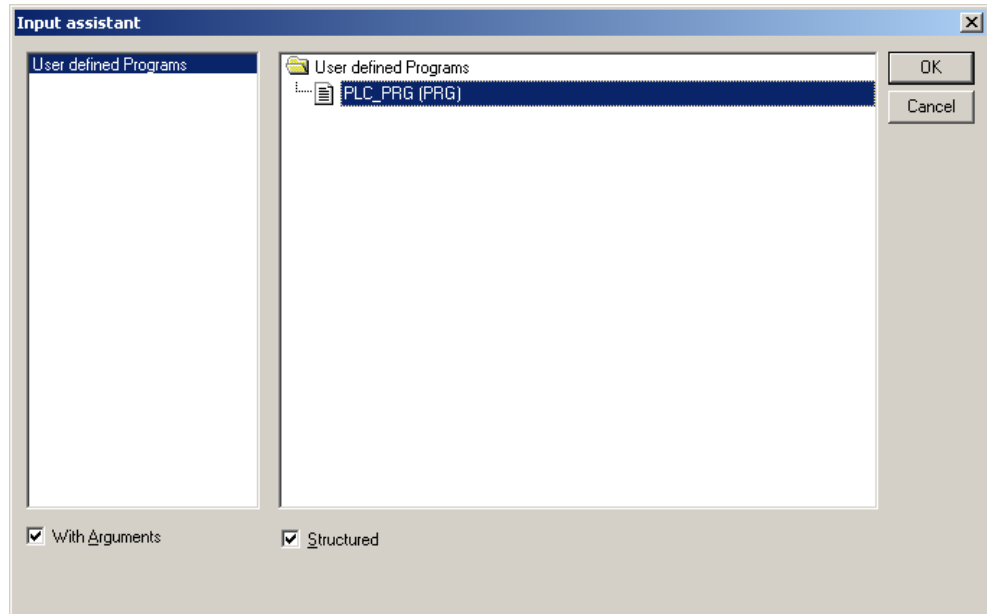 Input assistant
User defined Programs
User defined Programs
PLC_PRG (PRG)
OK
Cancel
With Arguments
Structured